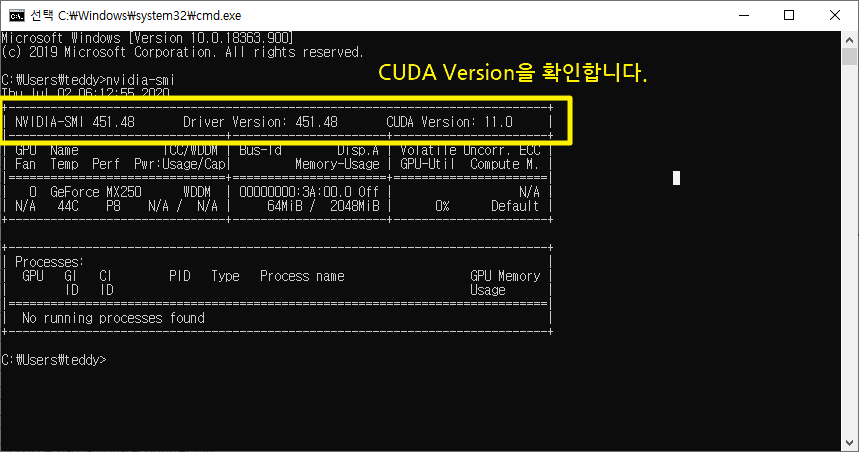 선택 C:₩Windows₩system32₩cmd.exe
Microsoft Windows [Version 10.0.18363.900]
(c) 2019 Microsoft Corporation. All rights reserved.
C:₩Users₩teddy>nvidia-smi
CUDA Version을 확인합니다.
Thu Jul 02 06:12:55 2020
NVIDIA-SMI 451.48 Driver Version: 451.48 CUDA Version: 11.0
GPU Name TCC/WDDM | Bus-Id Disp.A | Volatile Uncorr. ECC
Fan Temp Perf Pwr:Usage/Cap| Memory-Usage | GPU-Util Compute M.
0 GeForce MX250 WDDM | 00000000:3A:00.0 Off | N/A
N/A 44C P8 N/A / N/A | 64MiB / 2048MiB | 0% Default
Processes:
GPU GI CI PID Type Process name GPU Memory
ID ID Usage
No running processes found
C:₩Users₩teddy>